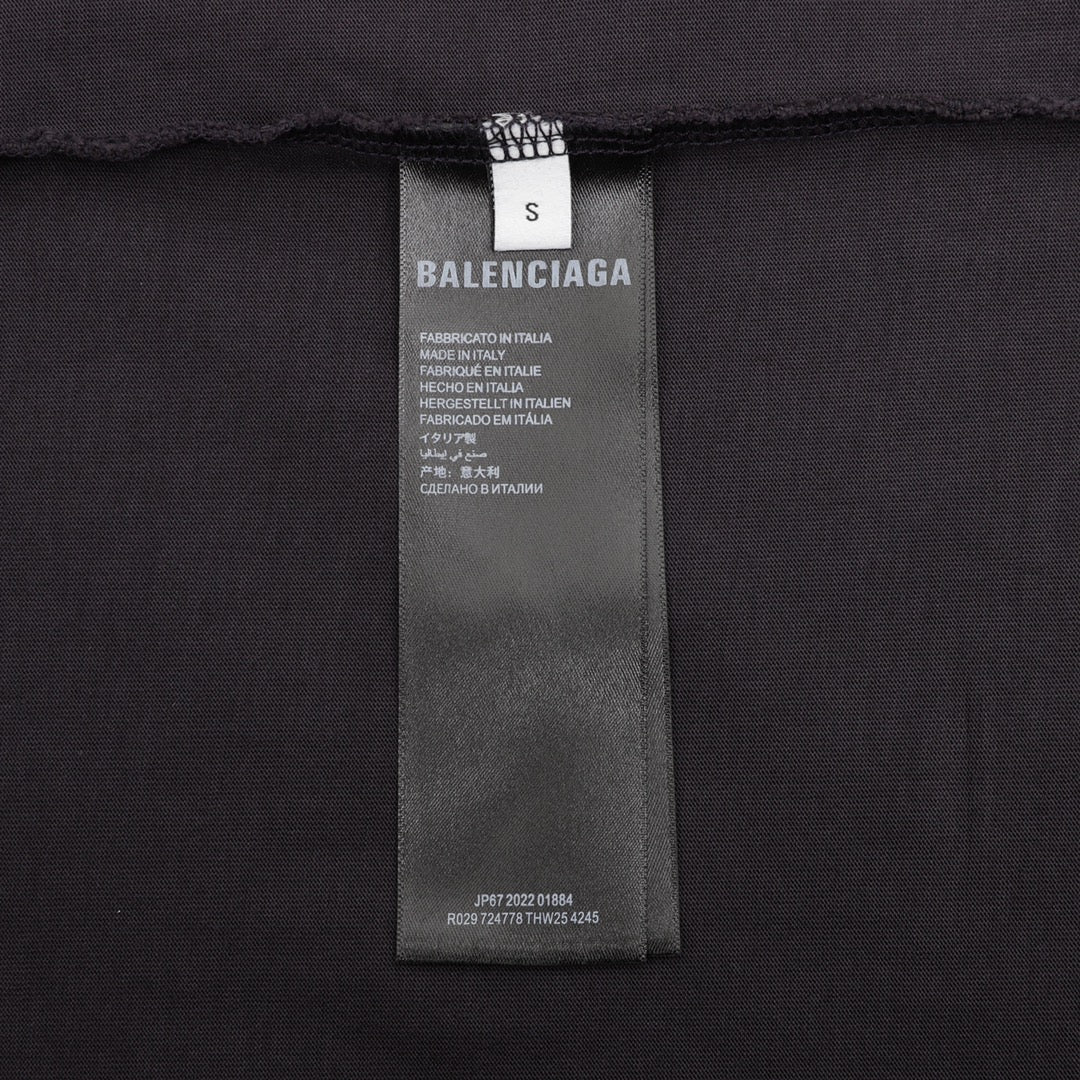 S
BALENCIAGA
FABBRICATO IN ITALIA
MADE IN ITALY
FABRIQUÉ EN ITALIE
HECHO EN ITALIA
HERGESTELLT IN ITALIEN
FABRICADO EM ITÁLIA
イタリア製
صنع في إيطاليا
产地：意大利
СДЕЛАНО В ИТАЛИИ
JP67 2022 01884
R029 724778 THW25 4245